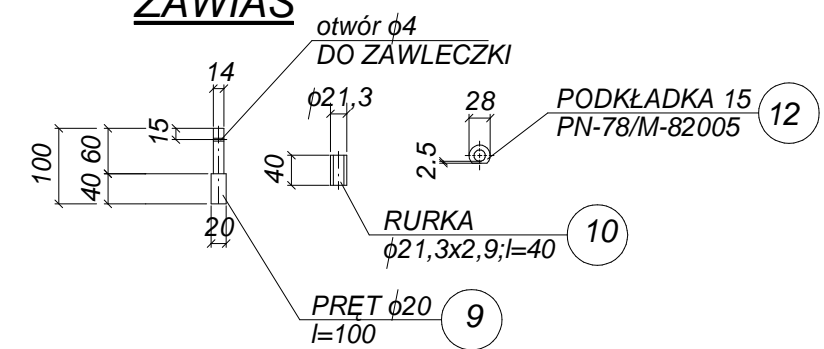 ZAWIAS
otwór ϕ4
DO ZAWLECZKI
14
ϕ21,3
28
PODKŁADKA 15
PN-78/M-82005
12
15
100
60
40
40
2.5
20
RURKA
ϕ21,3x2,9;l=40
10
PRĘT ϕ20
l=100
9